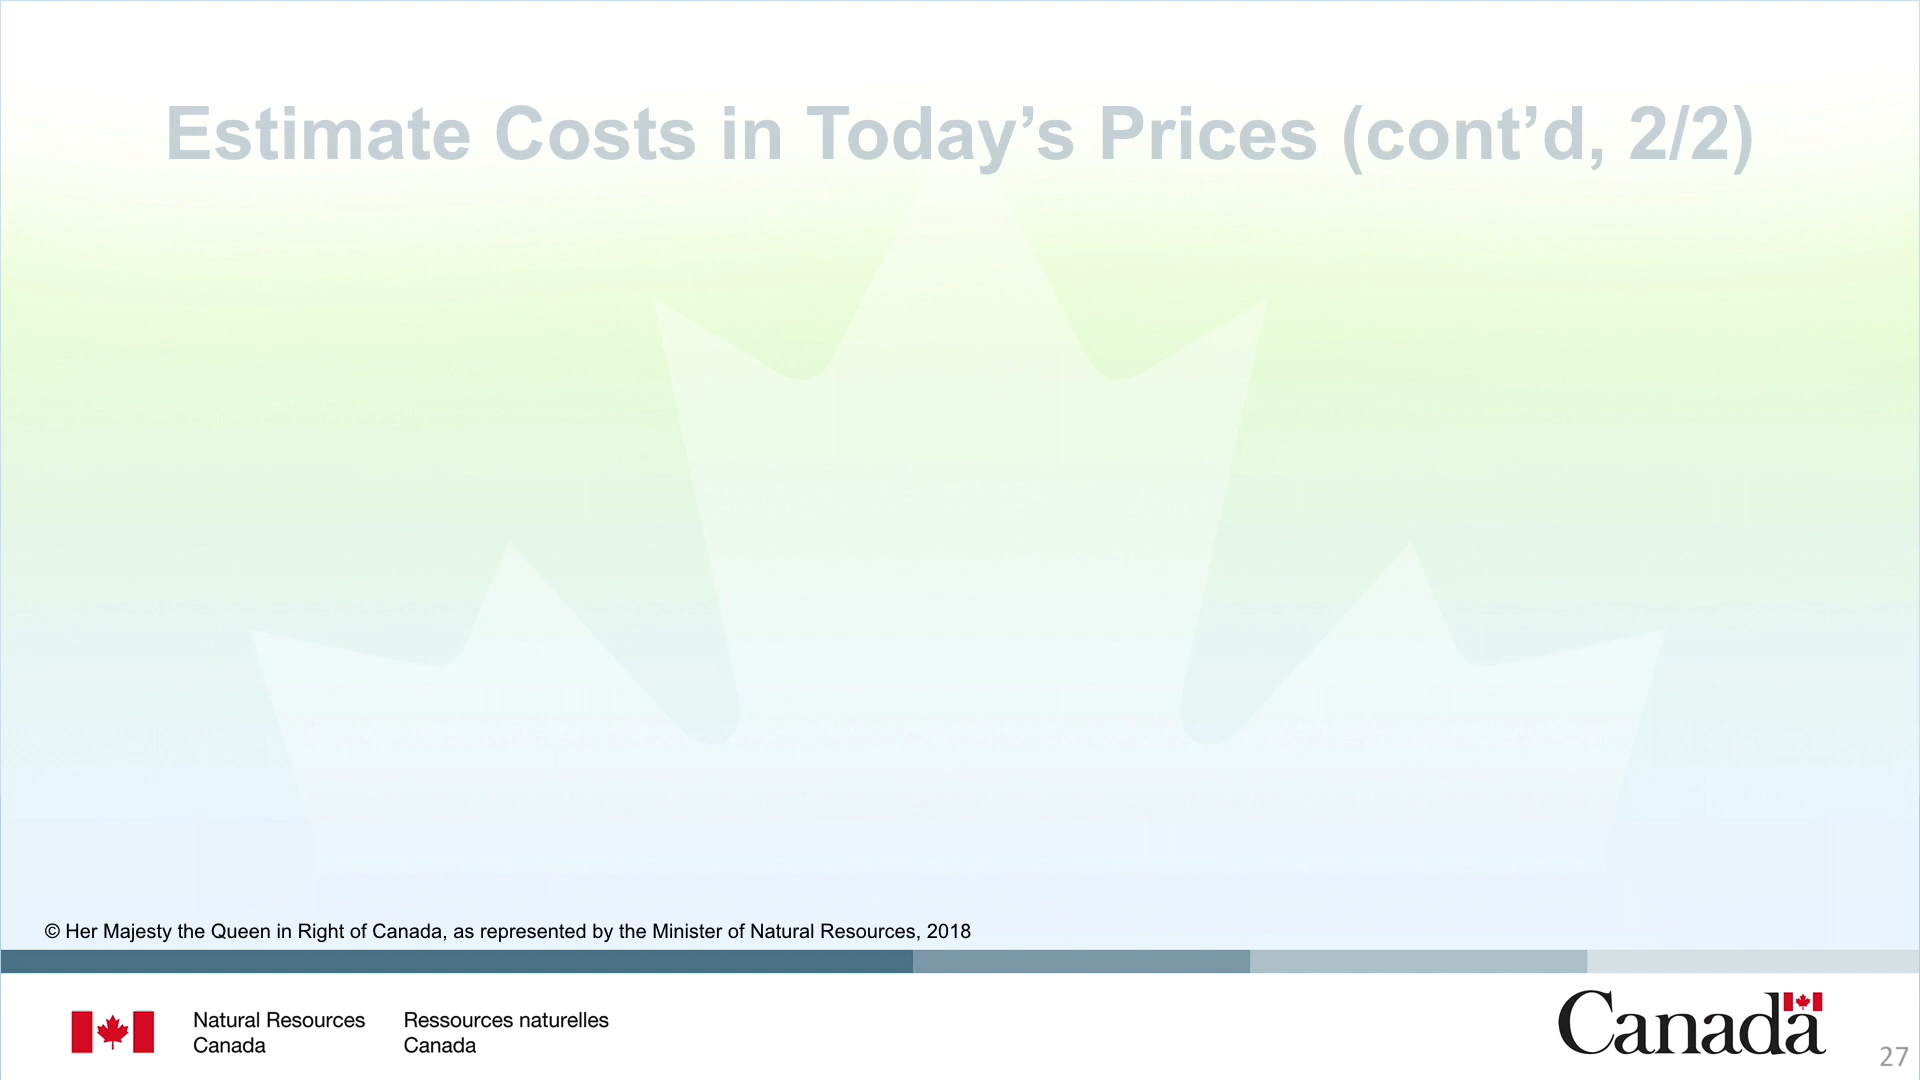 Estimate Costs in Today’s Prices (cont’d, 2/2)
© Her Majesty the Queen in Right of Canada, as represented by the Minister of Natural Resources, 2018
Natural Resources Canada
Ressources naturelles Canada
Canada
27